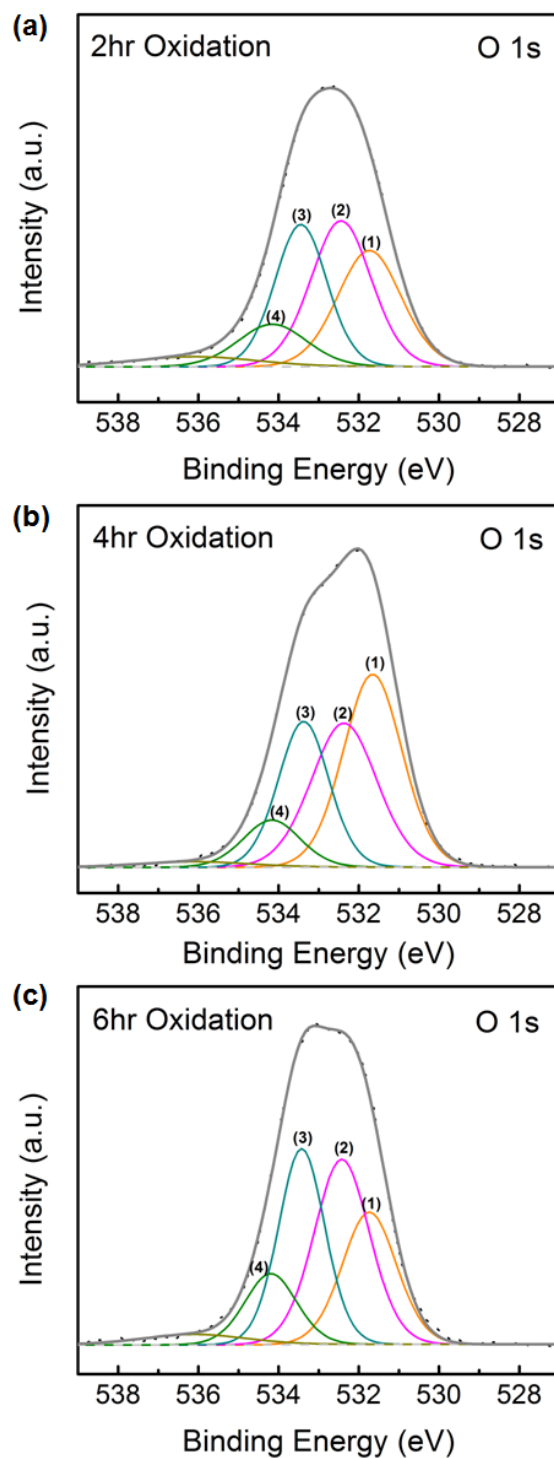 (a)
2hr Oxidation O 1s
Intensity (a.u.)
(3) (2) (1) (4)
538 536 534 532 530 528
Binding Energy (eV)
(b)
4hr Oxidation O 1s
Intensity (a.u.)
(1) (3) (2) (4)
538 536 534 532 530 528
Binding Energy (eV)
(c)
6hr Oxidation O 1s
Intensity (a.u.)
(3) (2) (1) (4)
538 536 534 532 530 528
Binding Energy (eV)